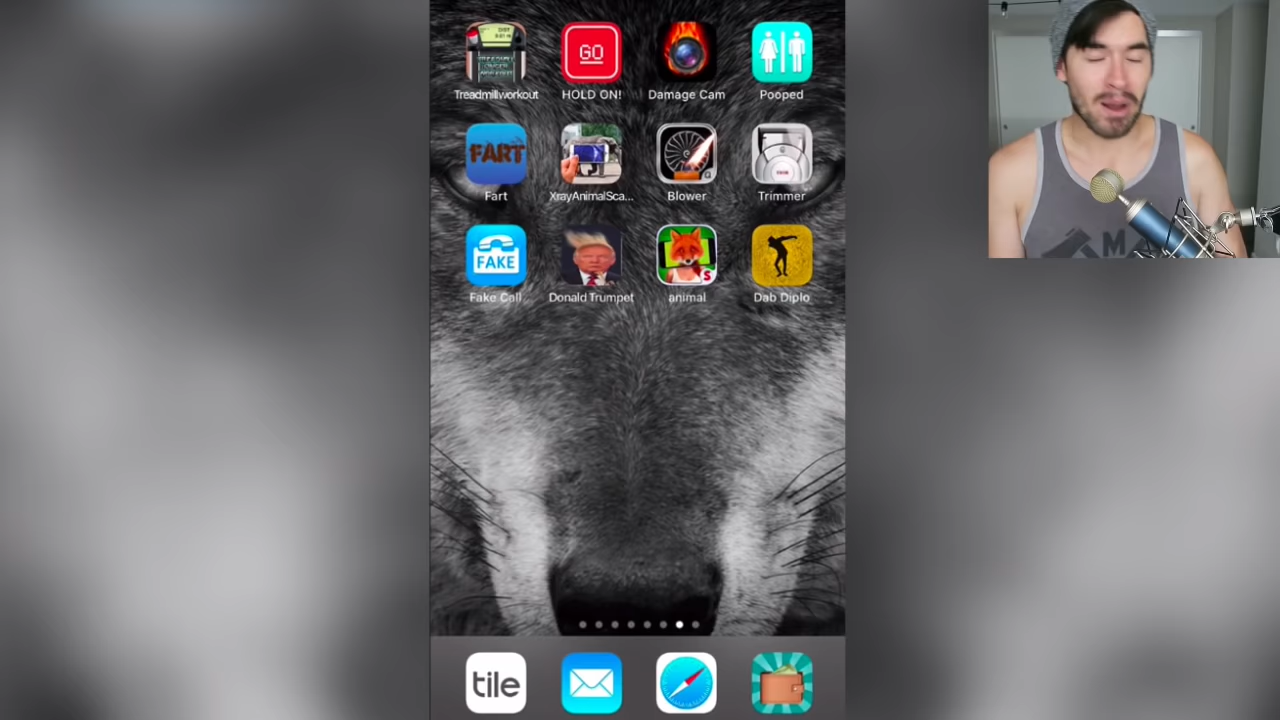 GO
Treadmillworkout
HOLD ON!
Damage Cam
Pooped
FART
Fart
XrayAnimalSca...
Blower
Trimmer
FAKE
S
Fake Call
Donald Trumpet
animal
Dab Diplo
tile
MA